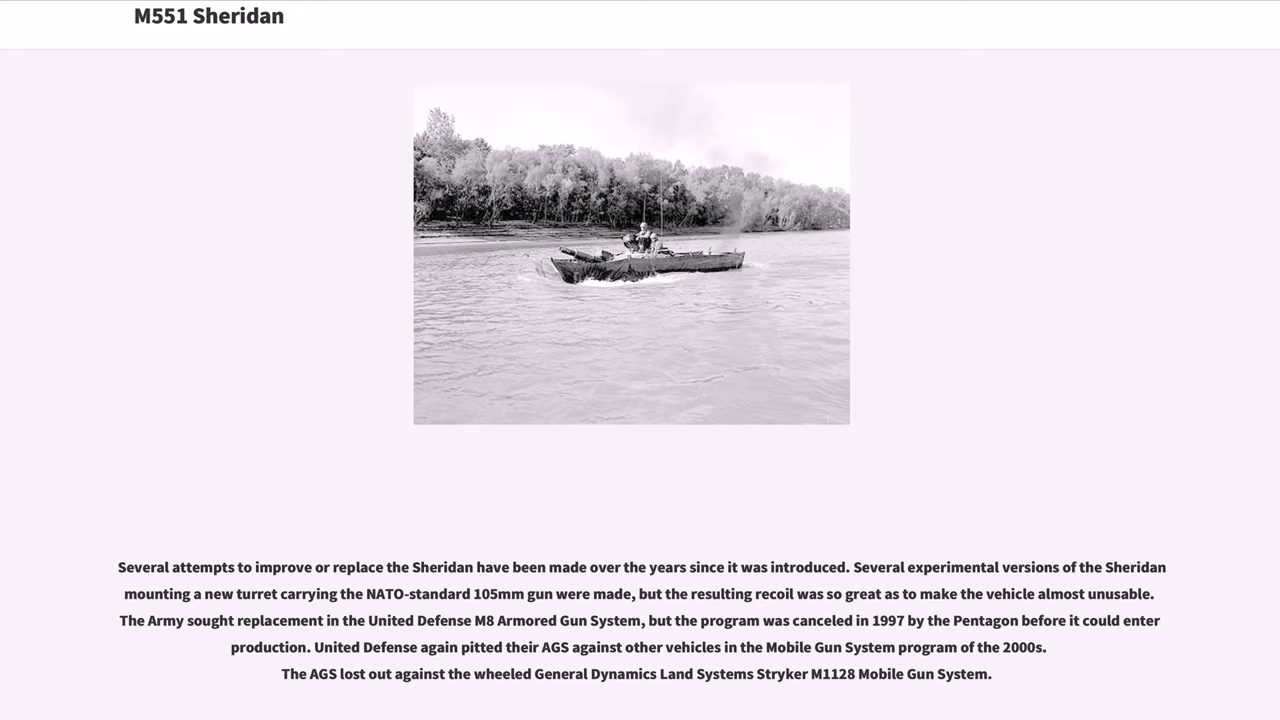 M551 Sheridan
Several attempts to improve or replace the Sheridan have been made over the years since it was introduced. Several experimental versions of the Sheridan
mounting a new turret carrying the NATO-standard 105mm gun were made, but the resulting recoil was so great as to make the vehicle almost unusable.
The Army sought replacement in the United Defense M8 Armored Gun System, but the program was canceled in 1997 by the Pentagon before it could enter
production. United Defense again pitted their AGS against other vehicles in the Mobile Gun System program of the 2000s.
The AGS lost out against the wheeled General Dynamics Land Systems Stryker M1128 Mobile Gun System.